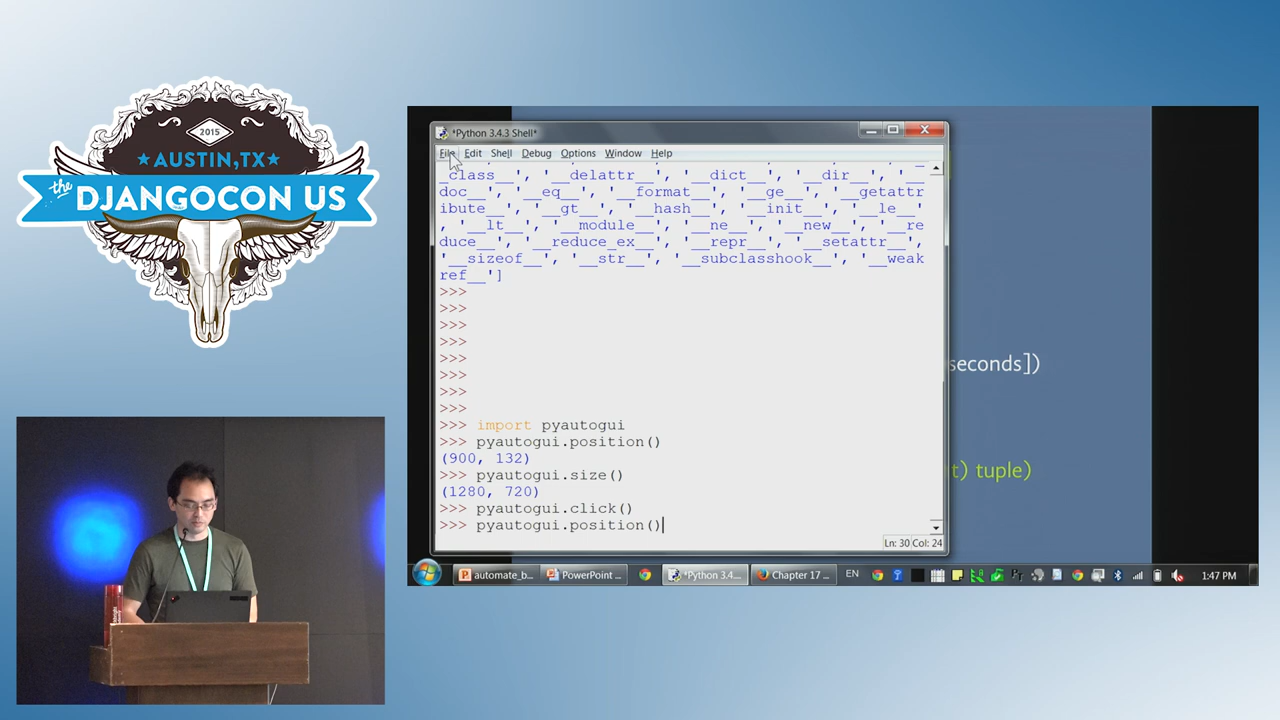 2015
★AUSTIN,TX★
the
DJANGOCON US
*Python 3.4.3 Shell*
File Edit Shell Debug Options Window Help
_class__', '__delattr__', '__dict__', '__dir__', '__
doc__', '__eq__', '__format__', '__ge__', '__getattr
ibute__', '__gt__', '__hash__', '__init__', '__le__'
, '__lt__', '__module__', '__ne__', '__new__', '__re
duce__', '__reduce_ex__', '__repr__', '__setattr__',
'__sizeof__', '__str__', '__subclasshook__', '__weak
ref__']
>>>
>>>
>>>
>>>
>>>
>>>
>>>
>>>
>>> import pyautogui
>>> pyautogui.position()
(900, 132)
>>> pyautogui.size()
(1280, 720)
>>> pyautogui.click()
>>> pyautogui.position()
Ln: 30 Col: 24
seconds])
t) tuple)
automate_b... PowerPoint ... *Python 3.4.... Chapter 17 ... EN 1:47 PM